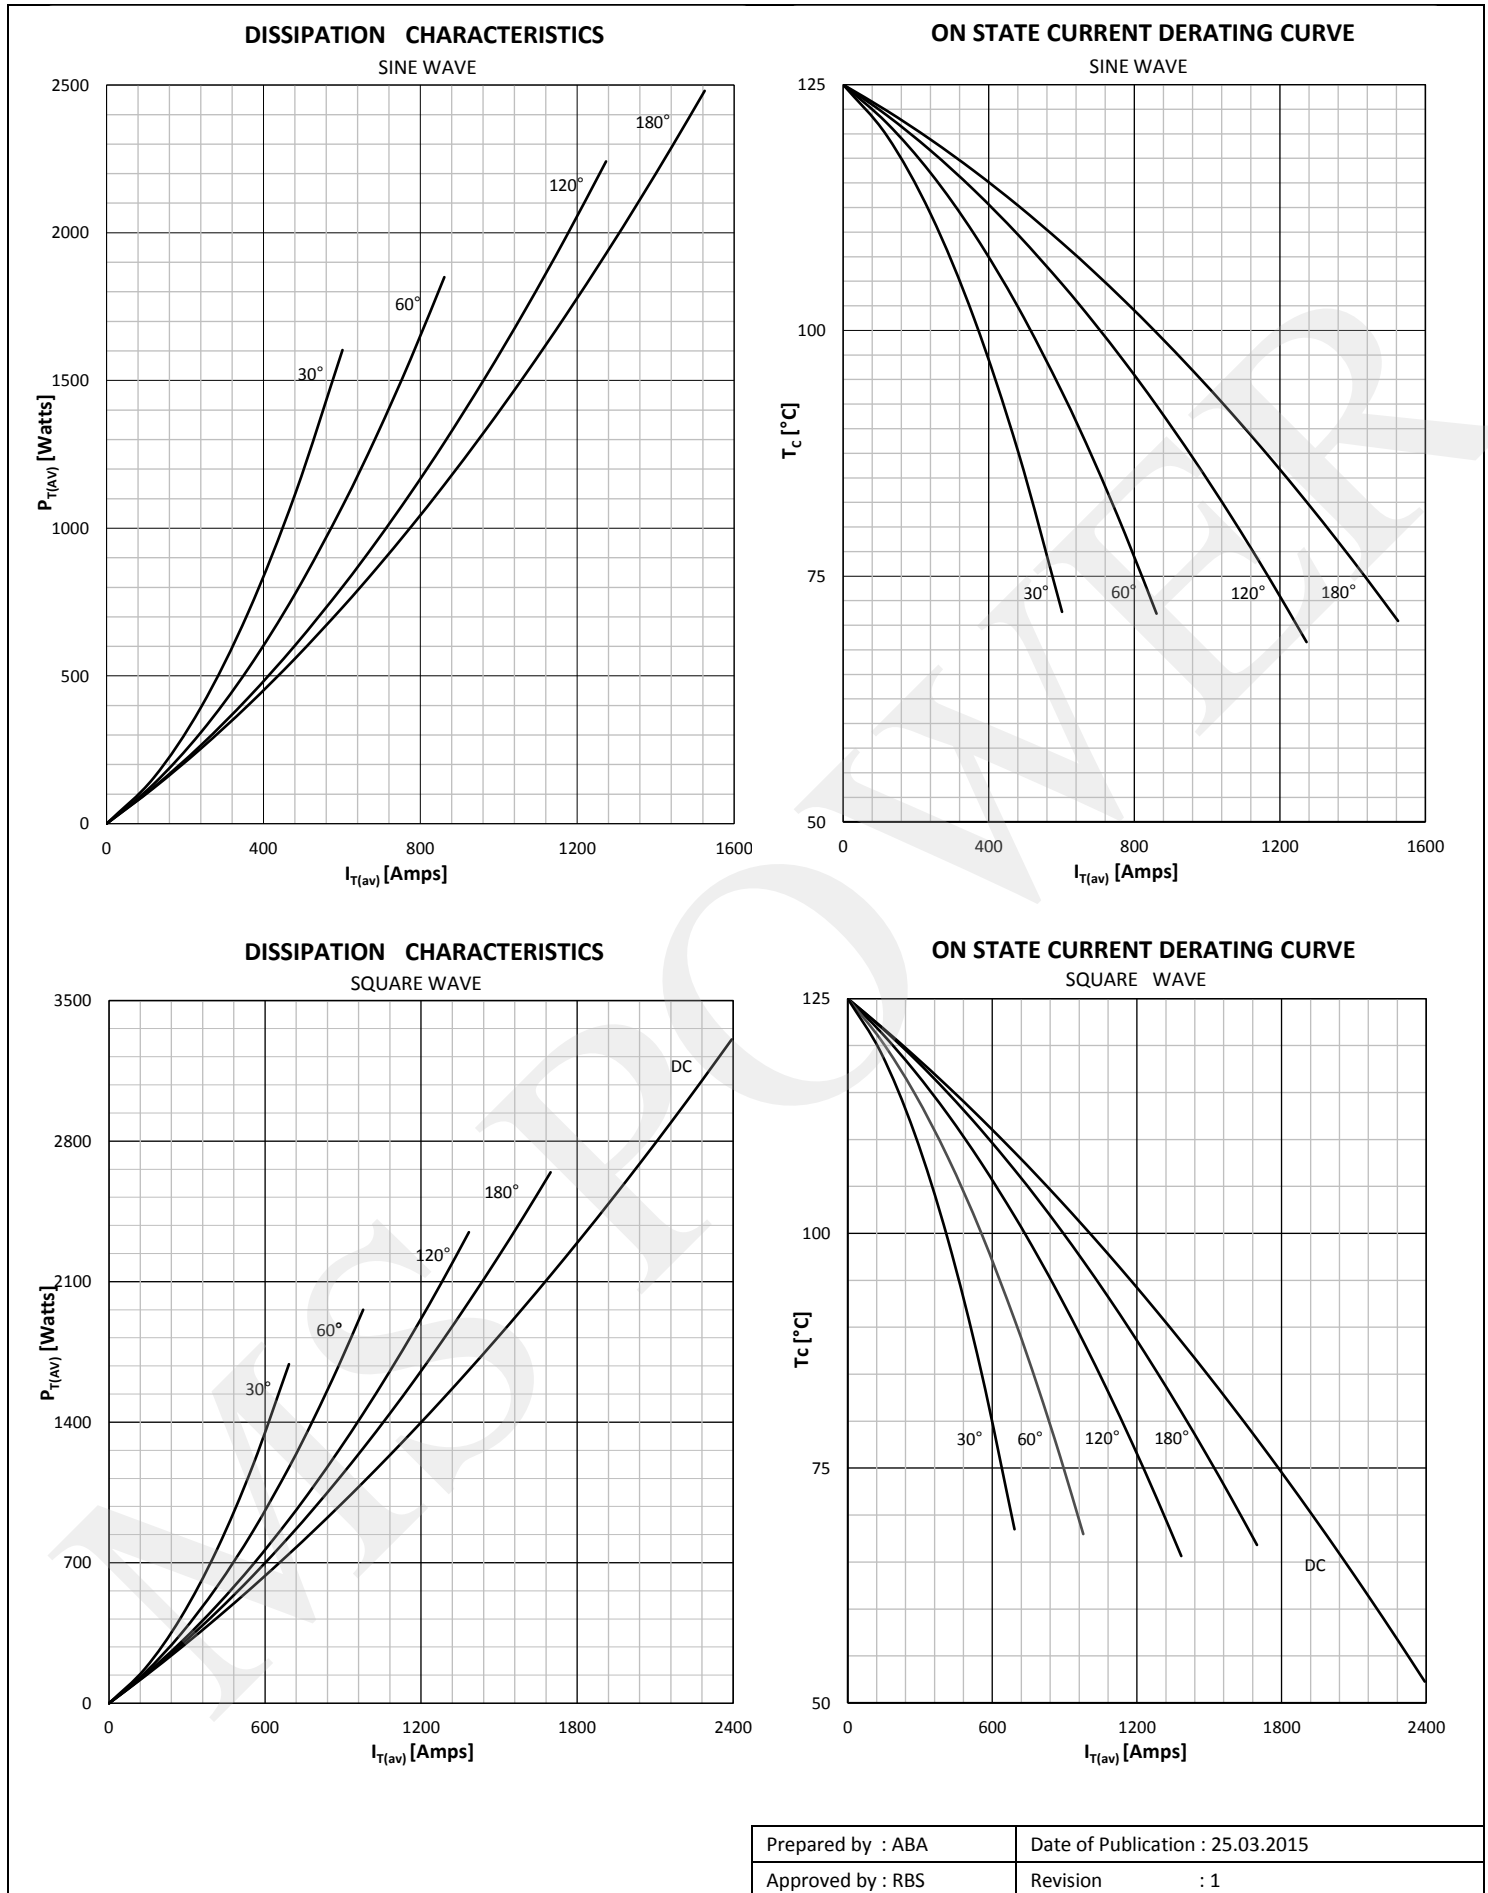 DISSIPATION CHARACTERISTICS
SINE WAVE
2500
2000
1500
1000
500
0
0 400 800 1200 1600
P_T(AV) [Watts]
I_T(av) [Amps]
30°
60°
120°
180°
ON STATE CURRENT DERATING CURVE
SINE WAVE
125
100
75
50
0 400 800 1200 1600
T_C [°C]
I_T(av) [Amps]
30° 60° 120° 180°
DISSIPATION CHARACTERISTICS
SQUARE WAVE
3500
2800
2100
1400
700
0
0 600 1200 1800 2400
P_T(AV) [Watts]
I_T(av) [Amps]
30°
60°
120°
180°
DC
ON STATE CURRENT DERATING CURVE
SQUARE WAVE
125
100
75
50
0 600 1200 1800 2400
Tc [°C]
I_T(av) [Amps]
30° 60° 120° 180°
DC
MS POWER
Prepared by : ABA Date of Publication : 25.03.2015
Approved by : RBS Revision : 1